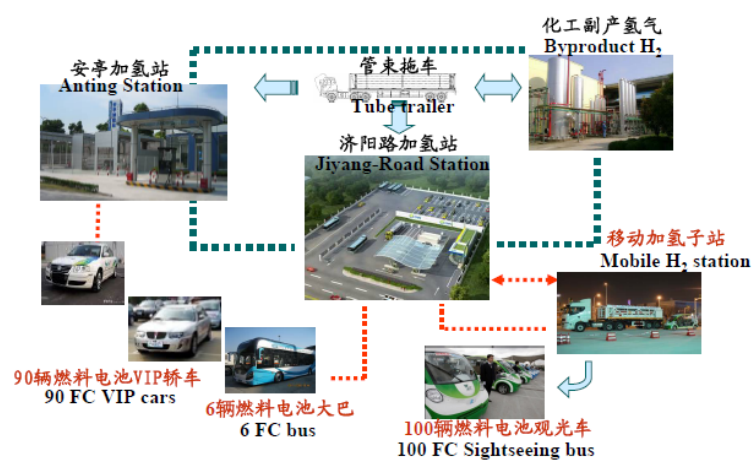 化工副产氢气
Byproduct H₂
安亭加氢站
Anting Station
管束拖车
Tube trailer
济阳路加氢站
Jiyang-Road Station
移动加氢子站
Mobile H₂ station
90辆燃料电池VIP轿车
90 FC VIP cars
6辆燃料电池大巴
6 FC bus
100辆燃料电池观光车
100 FC Sightseeing bus